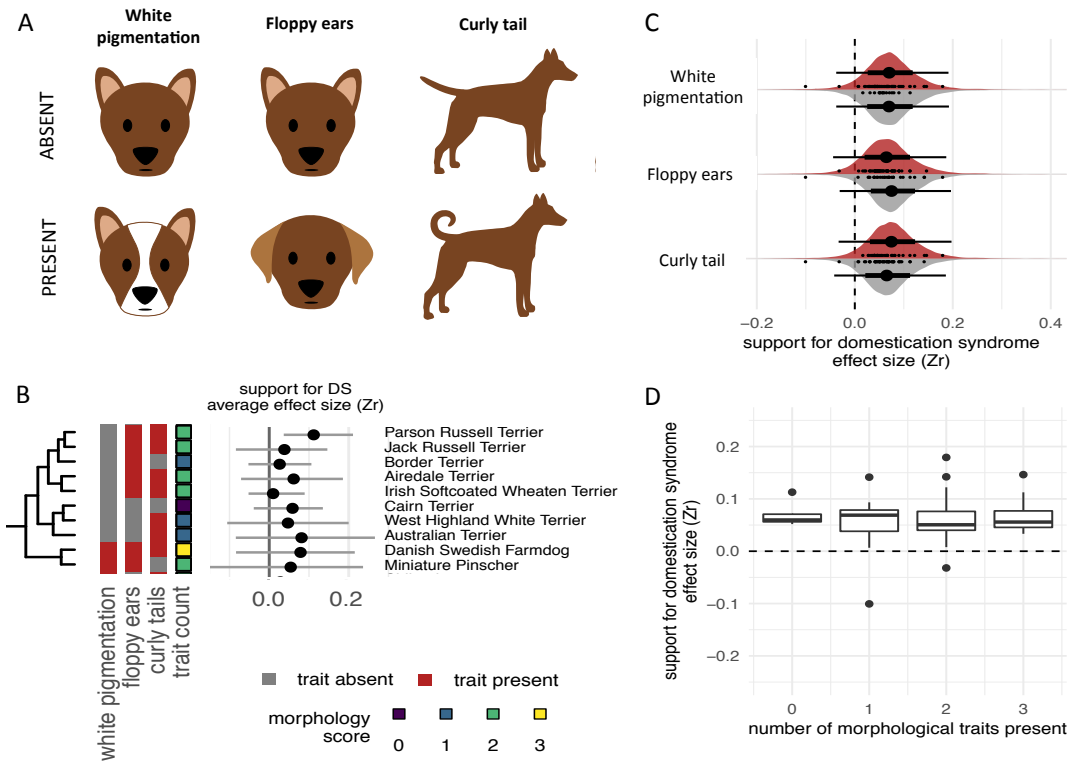 A
White
pigmentation
Floppy ears
Curly tail
ABSENT
PRESENT
B
support for DS
average effect size (Zr)
Parson Russell Terrier
Jack Russell Terrier
Border Terrier
Airedale Terrier
Irish Softcoated Wheaten Terrier
Cairn Terrier
West Highland White Terrier
Australian Terrier
Danish Swedish Farmdog
Miniature Pinscher
0.0
0.2
white pigmentation
floppy ears
curly tails
trait count
trait absent
trait present
morphology
score
0
1
2
3
C
White
pigmentation
Floppy ears
Curly tail
−0.2
0.0
0.2
0.4
support for domestication syndrome
effect size (Zr)
D
support for domestication syndrome
effect size (Zr)
0.2
0.1
0.0
−0.1
−0.2
0
1
2
3
number of morphological traits present